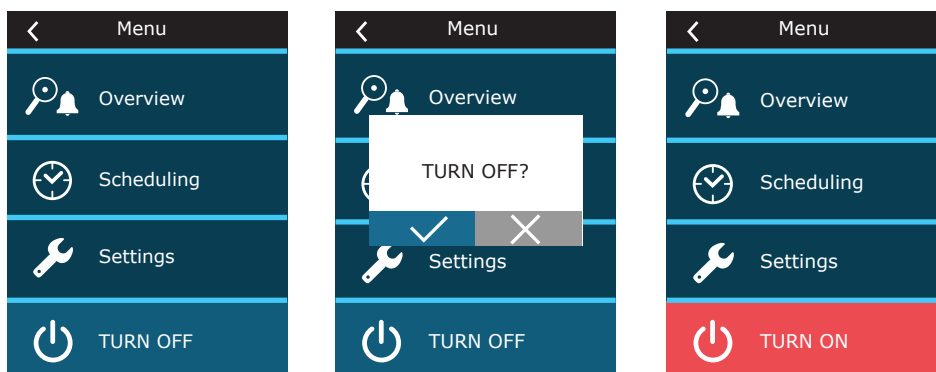 Menu
Overview
Scheduling
Settings
TURN OFF
Menu
Overview
TURN OFF?
Settings
TURN OFF
Menu
Overview
Scheduling
Settings
TURN ON